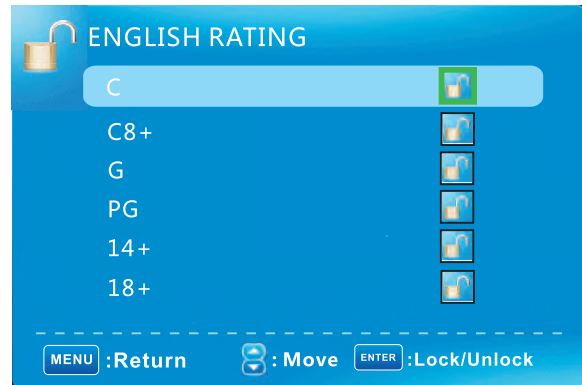 ENGLISH RATING
C
C8+
G
PG
14+
18+
MENU :Return : Move ENTER :Lock/Unlock